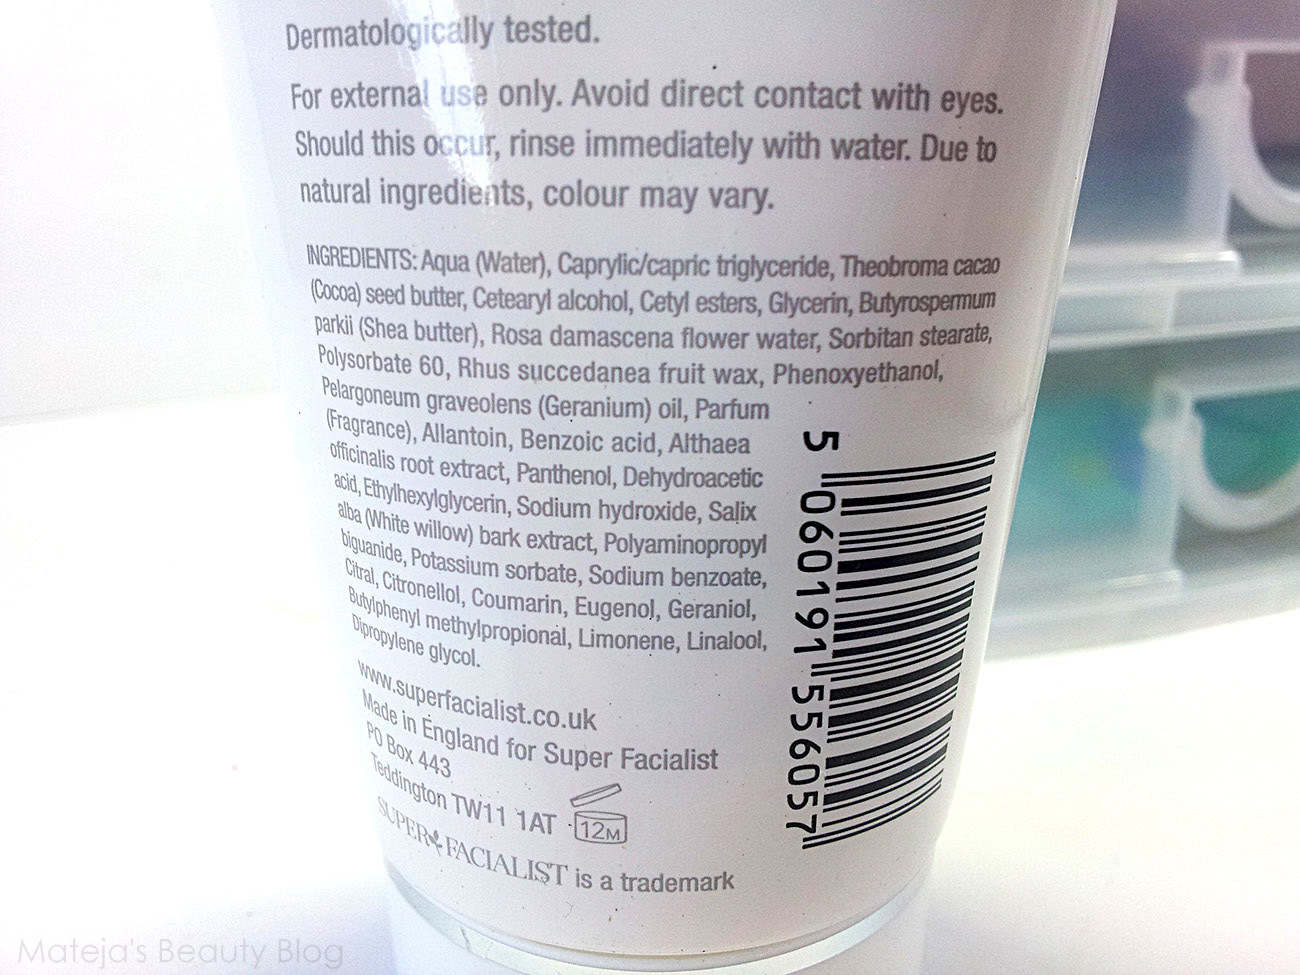 Dermatologically tested.
For external use only. Avoid direct contact with eyes.
Should this occur, rinse immediately with water. Due to
natural ingredients, colour may vary.
INGREDIENTS: Aqua (Water), Caprylic/capric triglyceride, Theobroma cacao
(Cocoa) seed butter, Cetearyl alcohol, Cetyl esters, Glycerin, Butyrospermum
parkii (Shea butter), Rosa damascena flower water, Sorbitan stearate,
Polysorbate 60, Rhus succedanea fruit wax, Phenoxyethanol,
Pelargoneum graveolens (Geranium) oil, Parfum
(Fragrance), Allantoin, Benzoic acid, Althaea
officinalis root extract, Panthenol, Dehydroacetic
acid, Ethylhexylglycerin, Sodium hydroxide, Salix
alba (White willow) bark extract, Polyaminopropyl
biguanide, Potassium sorbate, Sodium benzoate,
Citral, Citronellol, Coumarin, Eugenol, Geraniol,
Butylphenyl methylpropional, Limonene, Linalool,
Dipropylene glycol.
www.superfacialist.co.uk
Made in England for Super Facialist
PO Box 443
Teddington TW11 1AT
12M
SUPER FACIALIST is a trademark
5 060191 556057
Mateja's Beauty Blog